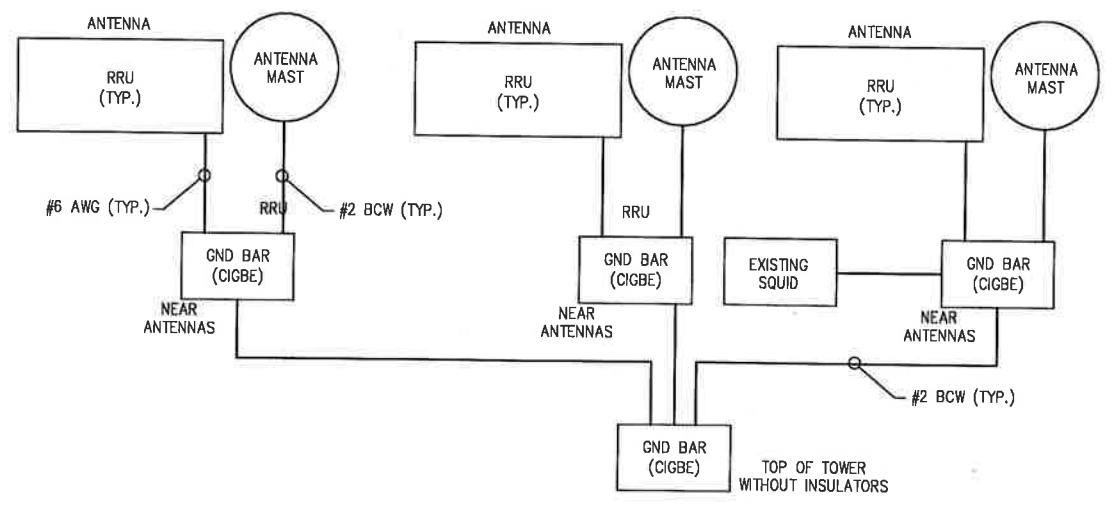 ANTENNA
RRU
(TYP.)
ANTENNA
MAST
#6 AWG (TYP.)
RRU
#2 BCW (TYP.)
GND BAR
(CIGBE)
NEAR
ANTENNAS
ANTENNA
RRU
(TYP.)
ANTENNA
MAST
RRU
GND BAR
(CIGBE)
NEAR
ANTENNAS
ANTENNA
RRU
(TYP.)
ANTENNA
MAST
EXISTING
SQUID
GND BAR
(CIGBE)
NEAR
ANTENNAS
#2 BCW (TYP.)
GND BAR
(CIGBE)
TOP OF TOWER
WITHOUT INSULATORS